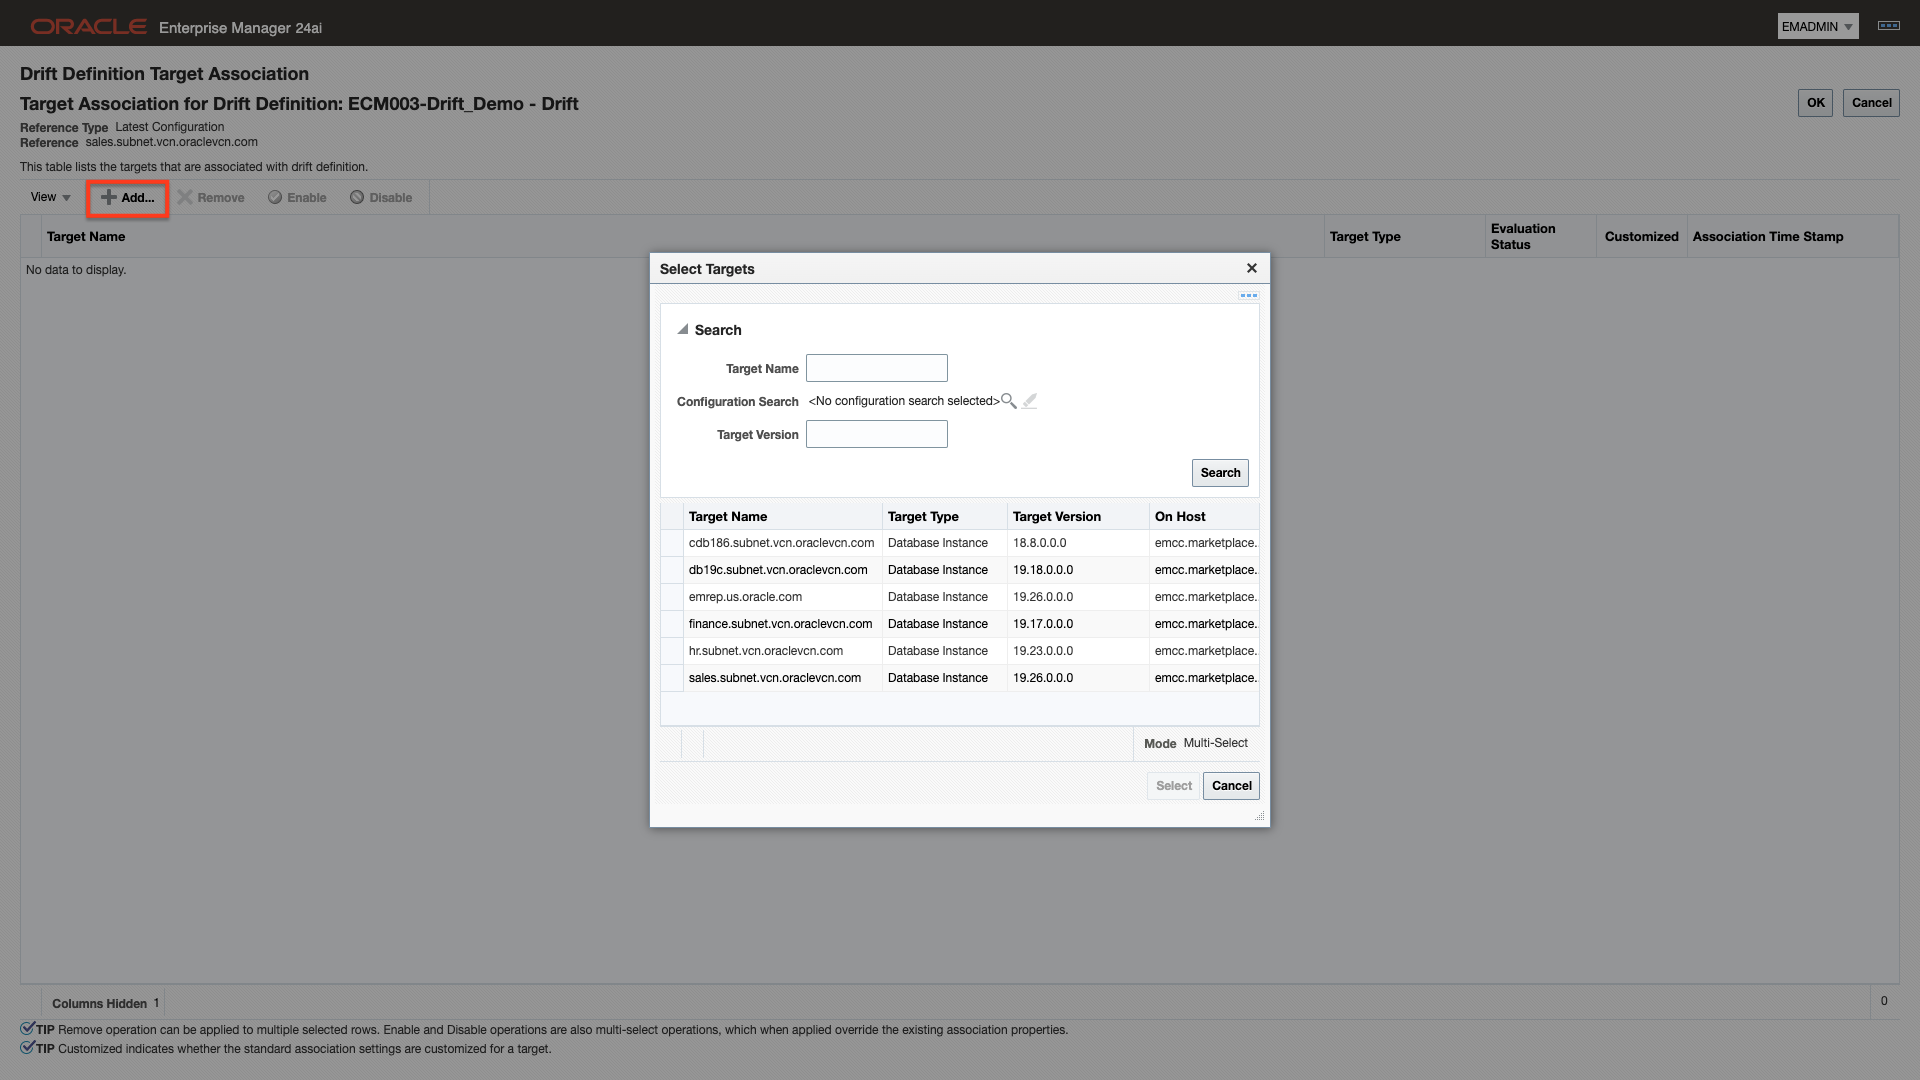 ORACLE Enterprise Manager 24ai
EMADMIN
Drift Definition Target Association
Target Association for Drift Definition: ECM003-Drift_Demo - Drift
OK Cancel
Reference Type Latest Configuration
Reference sales.subnet.vcn.oraclevcn.com
This table lists the targets that are associated with drift definition.
View Add... Remove Enable Disable
Target Name Target Type Evaluation Status Customized Association Time Stamp
No data to display.
Select Targets
Search
Target Name
Configuration Search <No configuration search selected>
Target Version
Search
Target Name Target Type Target Version On Host
cdb186.subnet.vcn.oraclevcn.com Database Instance 18.8.0.0.0 emcc.marketplace.
db19c.subnet.vcn.oraclevcn.com Database Instance 19.18.0.0.0 emcc.marketplace.
emrep.us.oracle.com Database Instance 19.26.0.0.0 emcc.marketplace.
finance.subnet.vcn.oraclevcn.com Database Instance 19.17.0.0.0 emcc.marketplace.
hr.subnet.vcn.oraclevcn.com Database Instance 19.23.0.0.0 emcc.marketplace.
sales.subnet.vcn.oraclevcn.com Database Instance 19.26.0.0.0 emcc.marketplace.
Mode Multi-Select
Select Cancel
Columns Hidden 1 0
TIP Remove operation can be applied to multiple selected rows. Enable and Disable operations are also multi-select operations, which when applied override the existing association properties.
TIP Customized indicates whether the standard association settings are customized for a target.